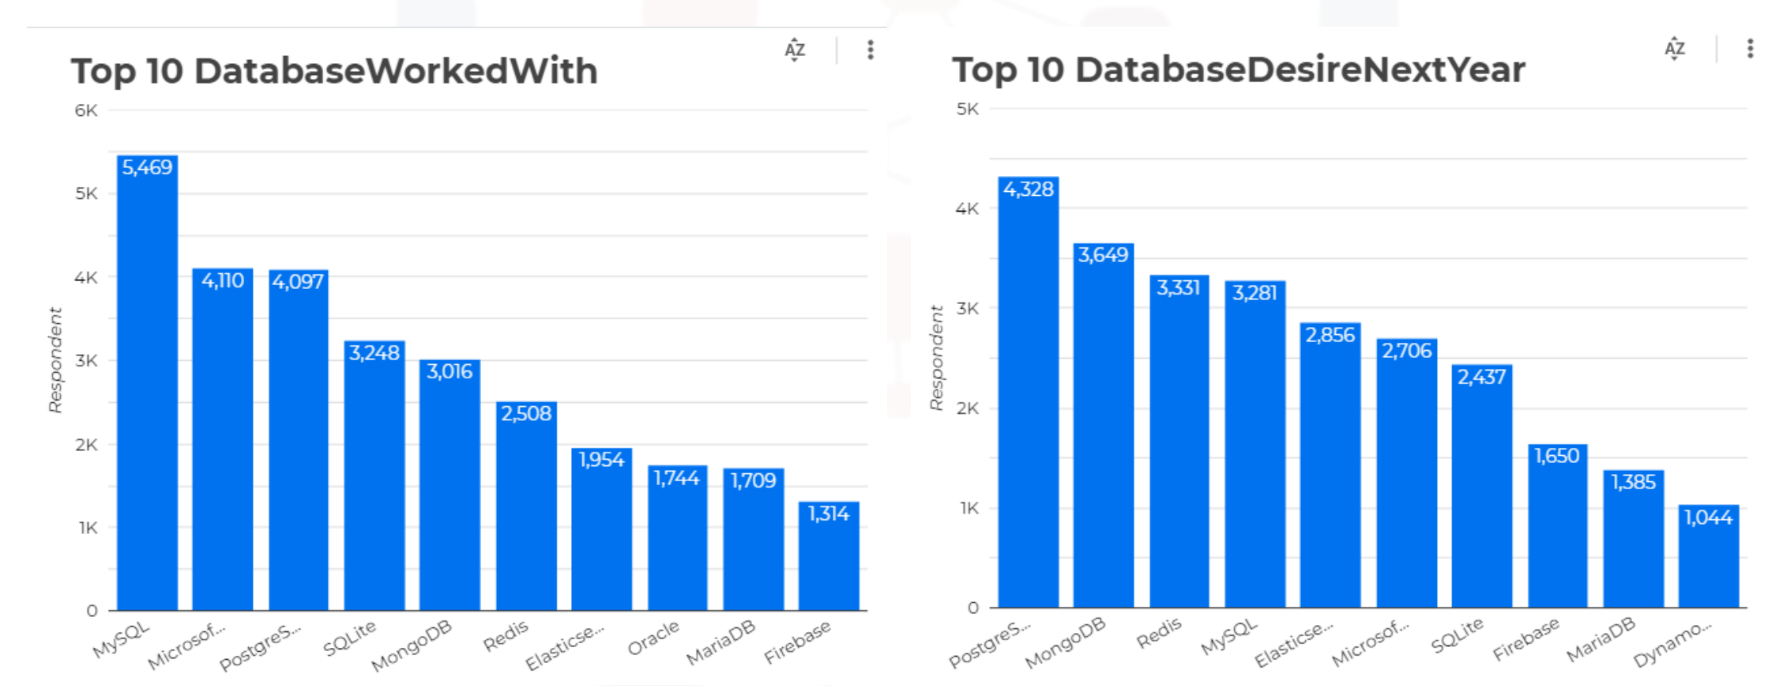 Top 10 DatabaseWorkedWith
AZ
6K
5K
4K
3K
2K
1K
0
Respondent
5,469
4,110
4,097
3,248
3,016
2,508
1,954
1,744
1,709
1,314
MySQL
Microsof...
PostgreS...
SQLite
MongoDB
Redis
Elasticse...
Oracle
MariaDB
Firebase
Top 10 DatabaseDesireNextYear
AZ
5K
4K
3K
2K
1K
0
Respondent
4,328
3,649
3,331
3,281
2,856
2,706
2,437
1,650
1,385
1,044
PostgreS...
MongoDB
Redis
MySQL
Elasticse...
Microsof...
SQLite
Firebase
MariaDB
Dynamo...